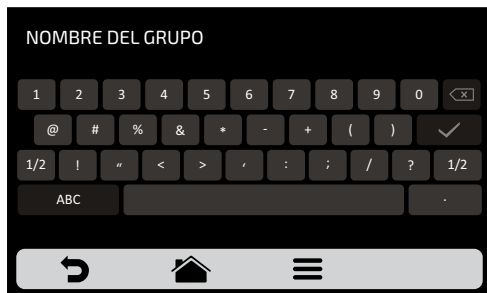 NOMBRE DEL GRUPO
1 2 3 4 5 6 7 8 9 0
@ # % & * - + ( )
1/2 ! “ < > ‘ : ; / ? 1/2
ABC .